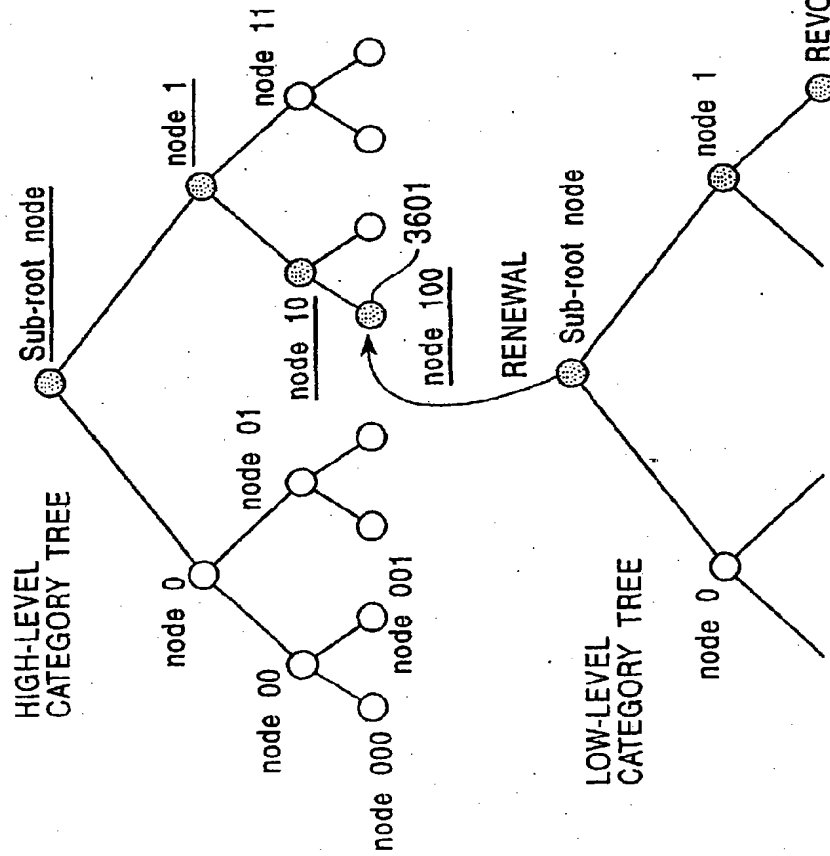 HIGH-LEVEL
CATEGORY TREE
Sub-root node
node 0
node 1
node 00
node 01
node 10
node 11
node 000
node 001
node 100
3601
RENEWAL
LOW-LEVEL
CATEGORY TREE
Sub-root node
node 0
node 1